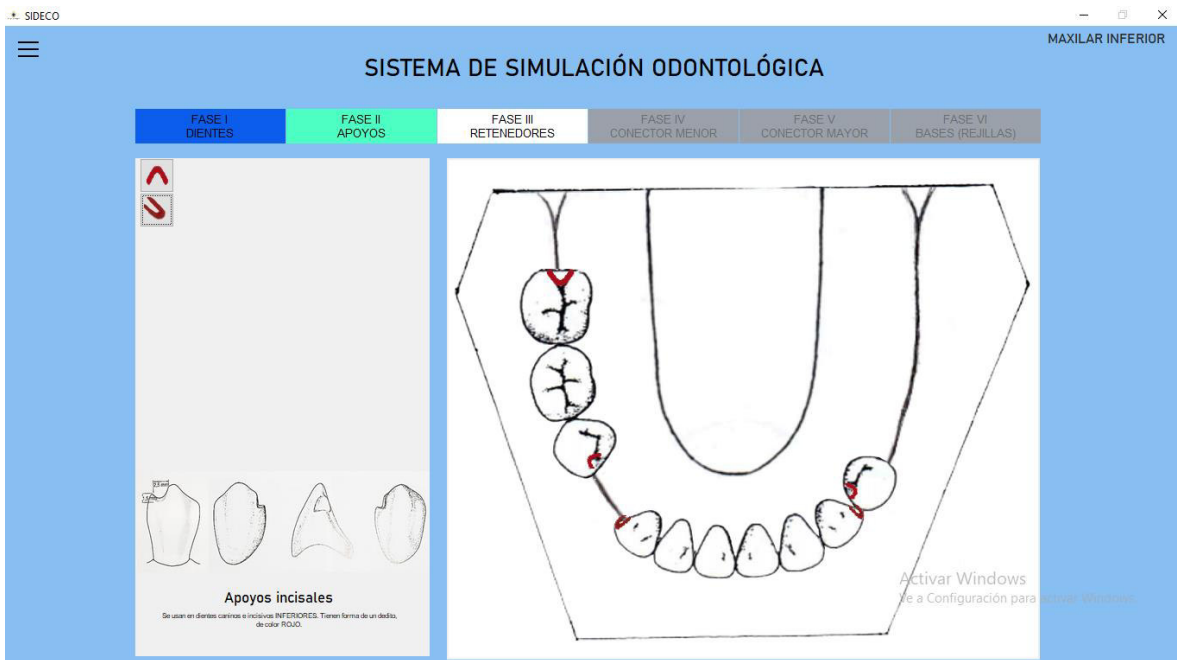 SIDECO
MAXILAR INFERIOR
SISTEMA DE SIMULACIÓN ODONTOLÓGICA
FASE I
DIENTES
FASE II
APOYOS
FASE III
RETENEDORES
FASE IV
CONECTOR MENOR
FASE V
CONECTOR MAYOR
FASE VI
BASES (REJILLAS)
Apoyos incisales
Se usan en dientes caninos e incisivos INFERIORES. Tienen forma de un dedito,
de color ROJO.
Activar Windows
Ve a Configuración para activar Windows.